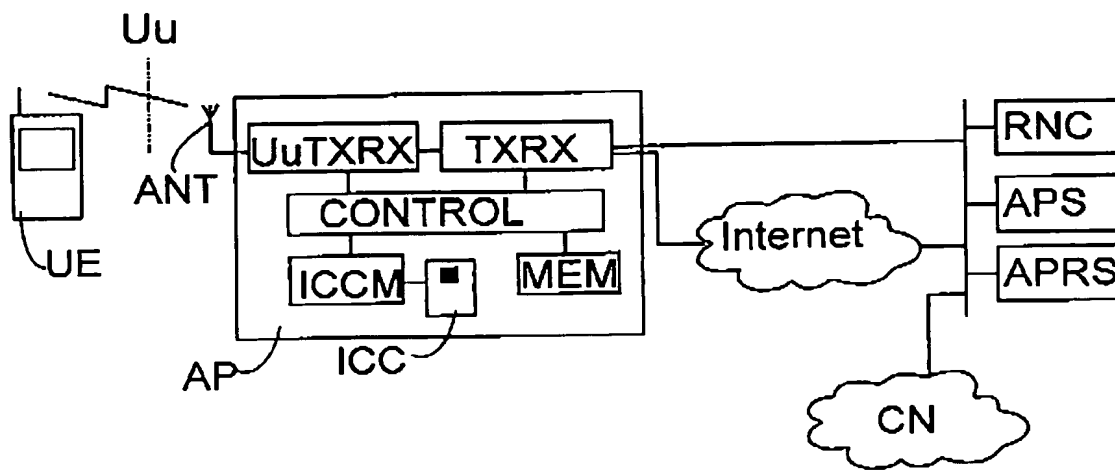 Uu
UE
ANT
UuTXRX
TXRX
CONTROL
ICCM
MEM
ICC
AP
Internet
RNC
APS
APRS
CN